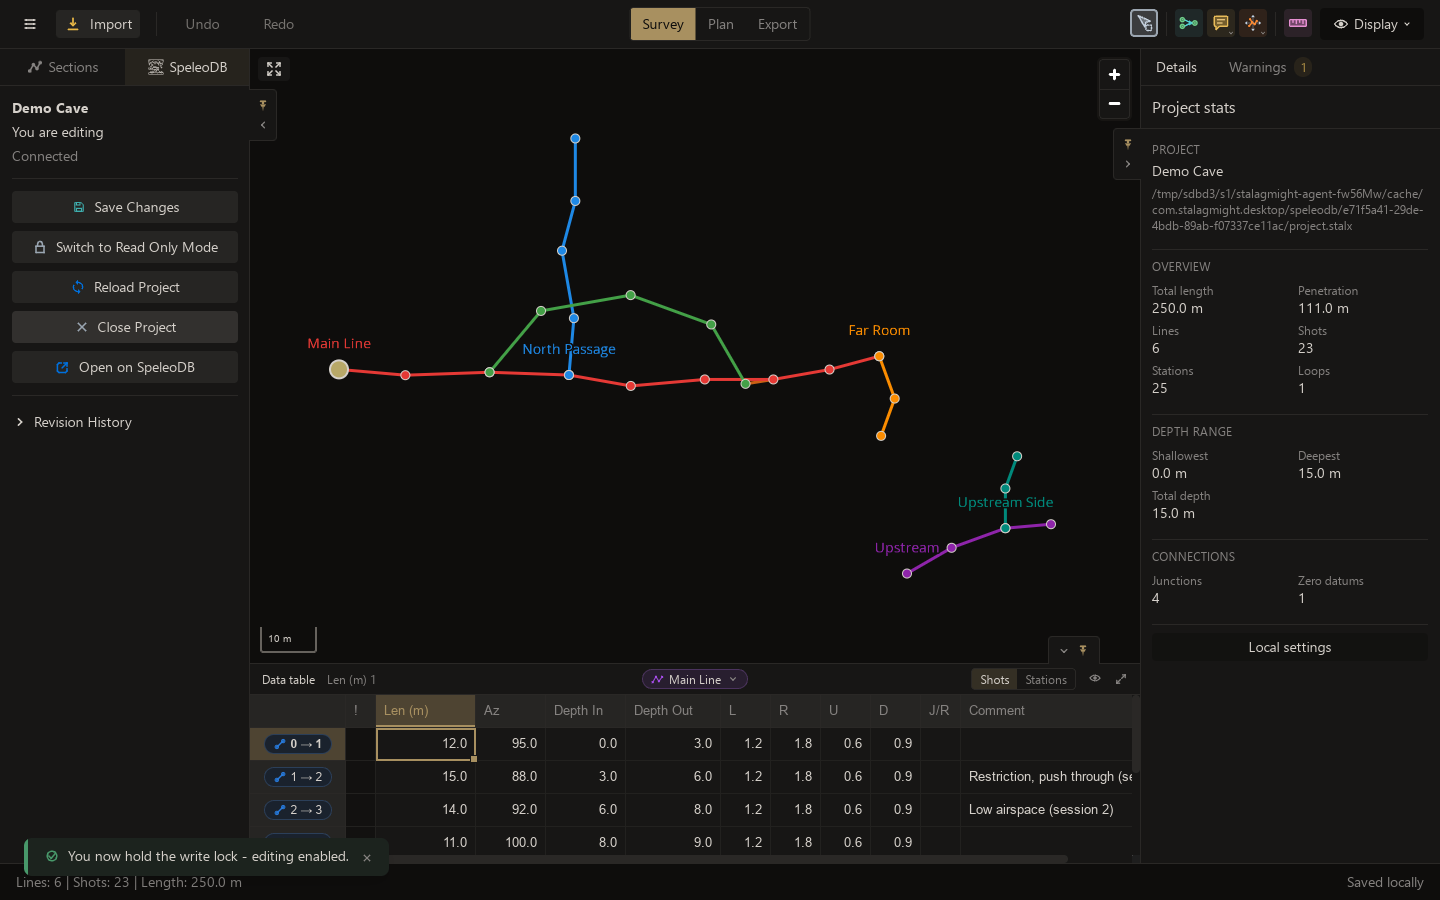 Import
Undo
Redo
Survey
Plan
Export
Display
Sections
SpeleoDB
Demo Cave
You are editing
Connected
Save Changes
Switch to Read Only Mode
Reload Project
Close Project
Open on SpeleoDB
Revision History
Main Line
North Passage
Far Room
Upstream Side
Upstream
10 m
Details
Warnings 1
Project stats
PROJECT
Demo Cave
/tmp/sdbd3/s1/stalagmight-agent-fw56Mw/cache/
com.stalagmight.desktop/speleodb/e71f5a41-29de-
4bdb-89ab-f07337ce11ac/project.stalx
OVERVIEW
Total length Penetration
250.0 m 111.0 m
Lines Shots
6 23
Stations Loops
25 1
DEPTH RANGE
Shallowest Deepest
0.0 m 15.0 m
Total depth
15.0 m
CONNECTIONS
Junctions Zero datums
4 1
Local settings
Data table Len (m) 1 Main Line Shots Stations
! Len (m) Az Depth In Depth Out L R U D J/R Comment
0 → 1 12.0 95.0 0.0 3.0 1.2 1.8 0.6 0.9
1 → 2 15.0 88.0 3.0 6.0 1.2 1.8 0.6 0.9 Restriction, push through (se
2 → 3 14.0 92.0 6.0 8.0 1.2 1.8 0.6 0.9 Low airspace (session 2)
11.0 100.0 8.0 9.0 1.2 1.8 0.6 0.9
You now hold the write lock - editing enabled.
Lines: 6 | Shots: 23 | Length: 250.0 m
Saved locally